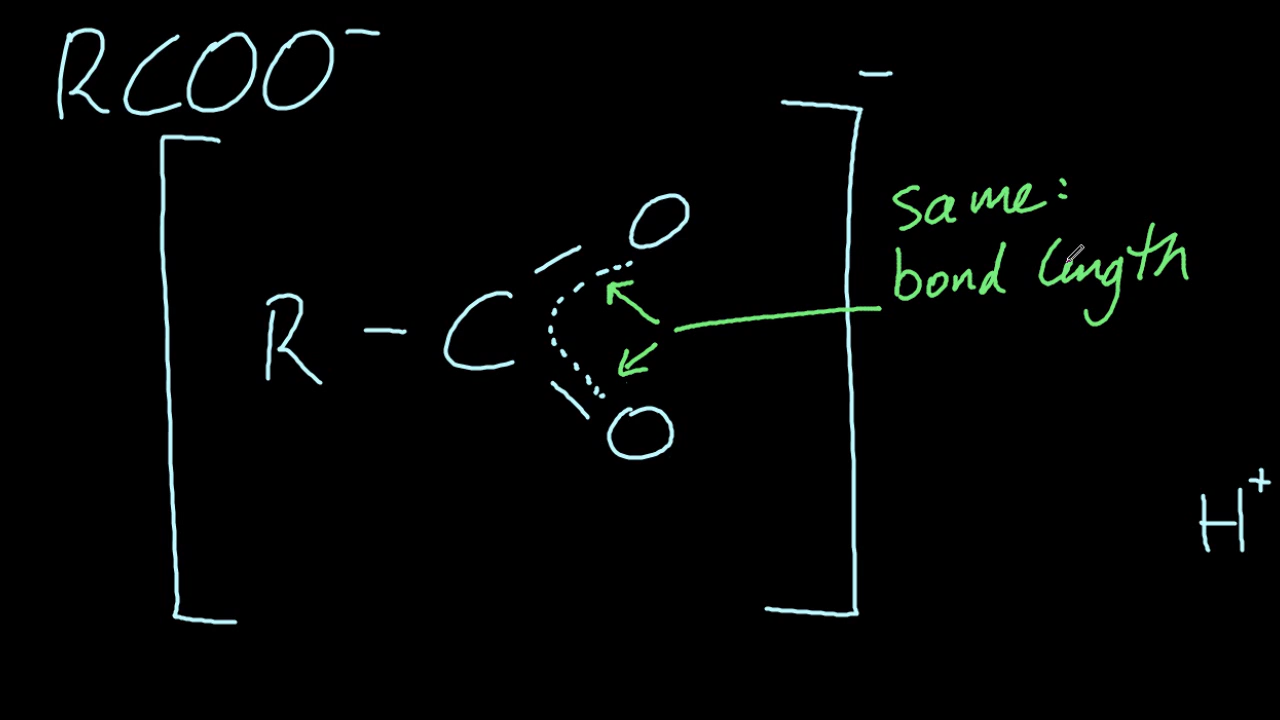 RCOO⁻
⁻
same:
bond length
O
R - C
O
H⁺